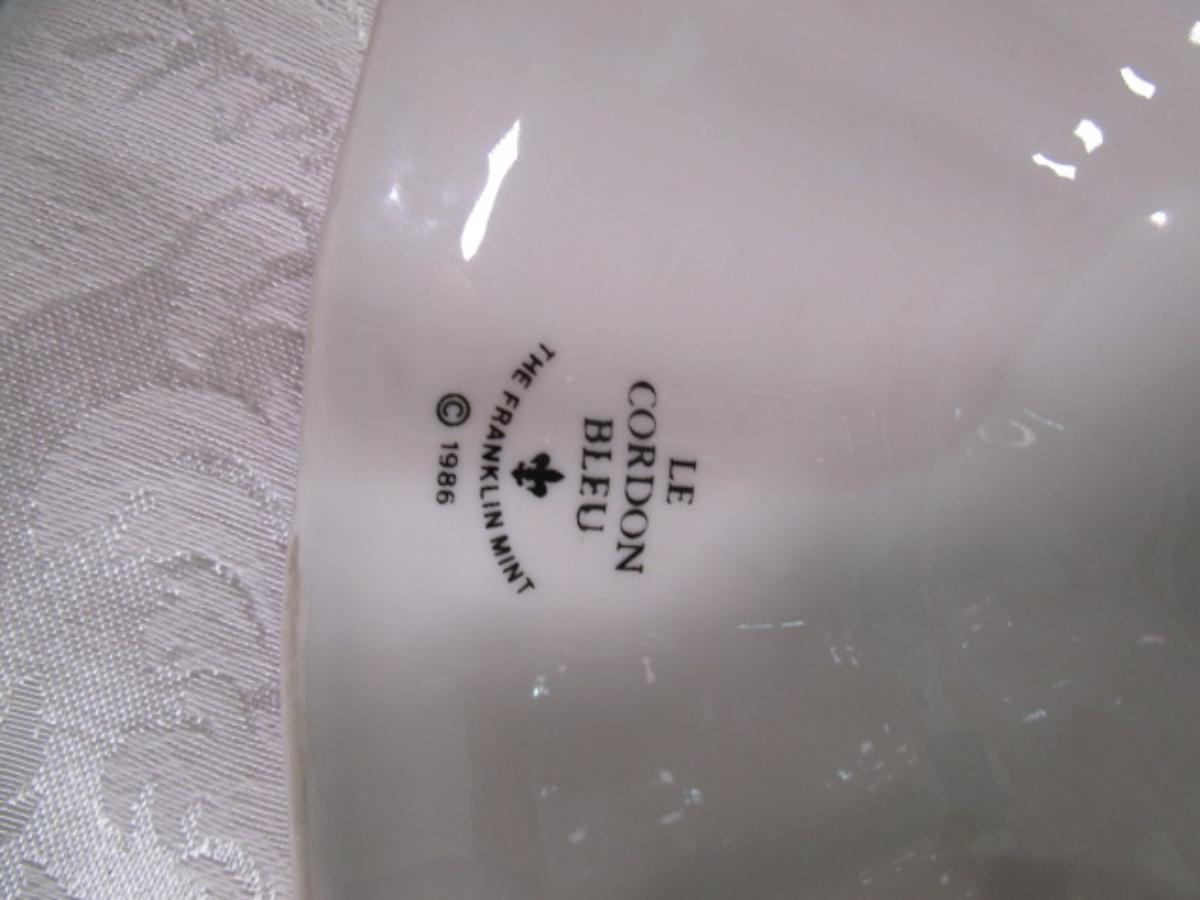 LE
CORDON
BLEU
THE FRANKLIN MINT
© 1986